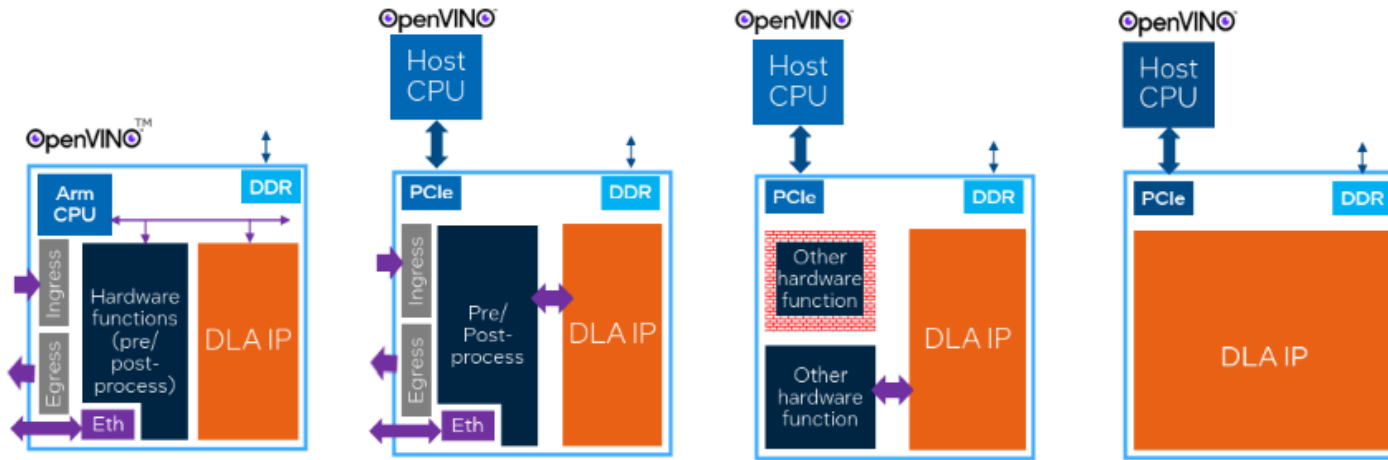 OpenVINO™
Arm
CPU
DDR
Ingress
Egress
Hardware
functions
(pre/
post-
process)
DLA IP
Eth
OpenVINO
Host
CPU
PCIe
DDR
Ingress
Egress
Pre/
Post-
process
DLA IP
Eth
OpenVINO
Host
CPU
PCIe
DDR
Other
hardware
function
Other
hardware
function
DLA IP
OpenVINO
Host
CPU
PCIe
DDR
DLA IP